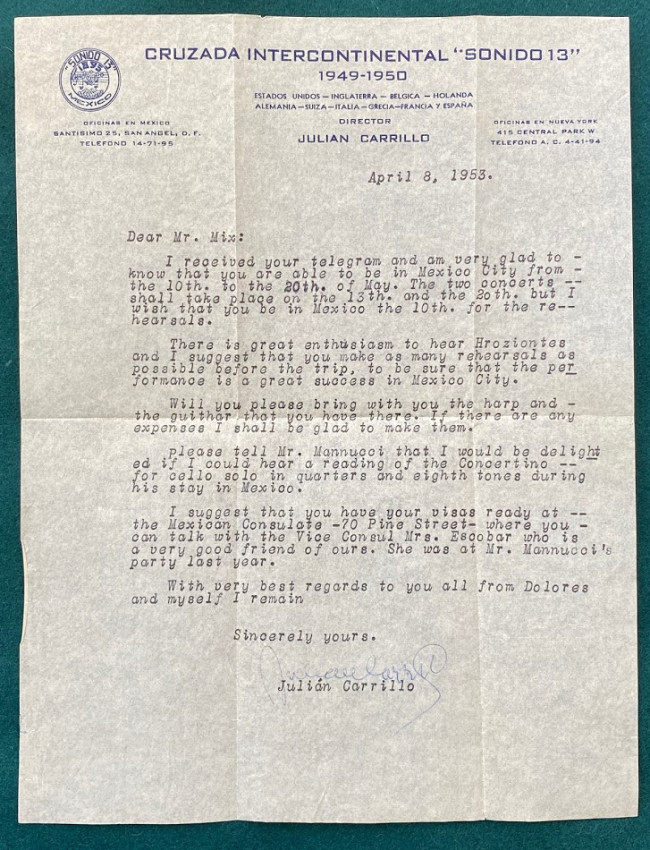 "SONIDO 13"
1895
MEXICO
CRUZADA INTERCONTINENTAL "SONIDO 13"
1949-1950
ESTADOS UNIDOS — INGLATERRA — BELGICA — HOLANDA
ALEMANIA — SUIZA — ITALIA — GRECIA — FRANCIA Y ESPAÑA
DIRECTOR
JULIAN CARRILLO
OFICINAS EN MEXICO
SANTISIMO 25, SAN ANGEL, D. F.
TELEFONO 14-71-95
OFICINAS EN NUEVA YORK
415 CENTRAL PARK W.
TELEFONO A. C. 4-41-94
April 8, 1953.
Dear Mr. Mix:
I received your telegram and am very glad to -
know that you are able to be in Mexico City from -
the 10th. to the 20th. of May. The two concerts --
shall take place on the 13th. and the 20th. but I
wish that you be in Mexico the 10th. for the re--
hearsals.
There is great enthusiasm to hear Hroziontes
and I suggest that you make as many rehearsals as
possible before the trip, to be sure that the per
formance is a great success in Mexico City.
Will you please bring with you the harp and -
the guithar that you have there. If there are any
expenses I shall be glad to make them.
please tell Mr. Mannucci that I would be delight
ed if I could hear a reading of the Concertino --
for cello solo in quarters and eighth tones during
his stay in Mexico.
I suggest that you have your visas ready at --
the Mexican Consulate -70 Pine Street- where you -
can talk with the Vice Consul Mrs. Escobar who is
a very good friend of ours. She was at Mr. Mannucci's
party last year.
With very best regards to you all from Dolores
and myself I remain
Sincerely yours.
Julián Carrillo